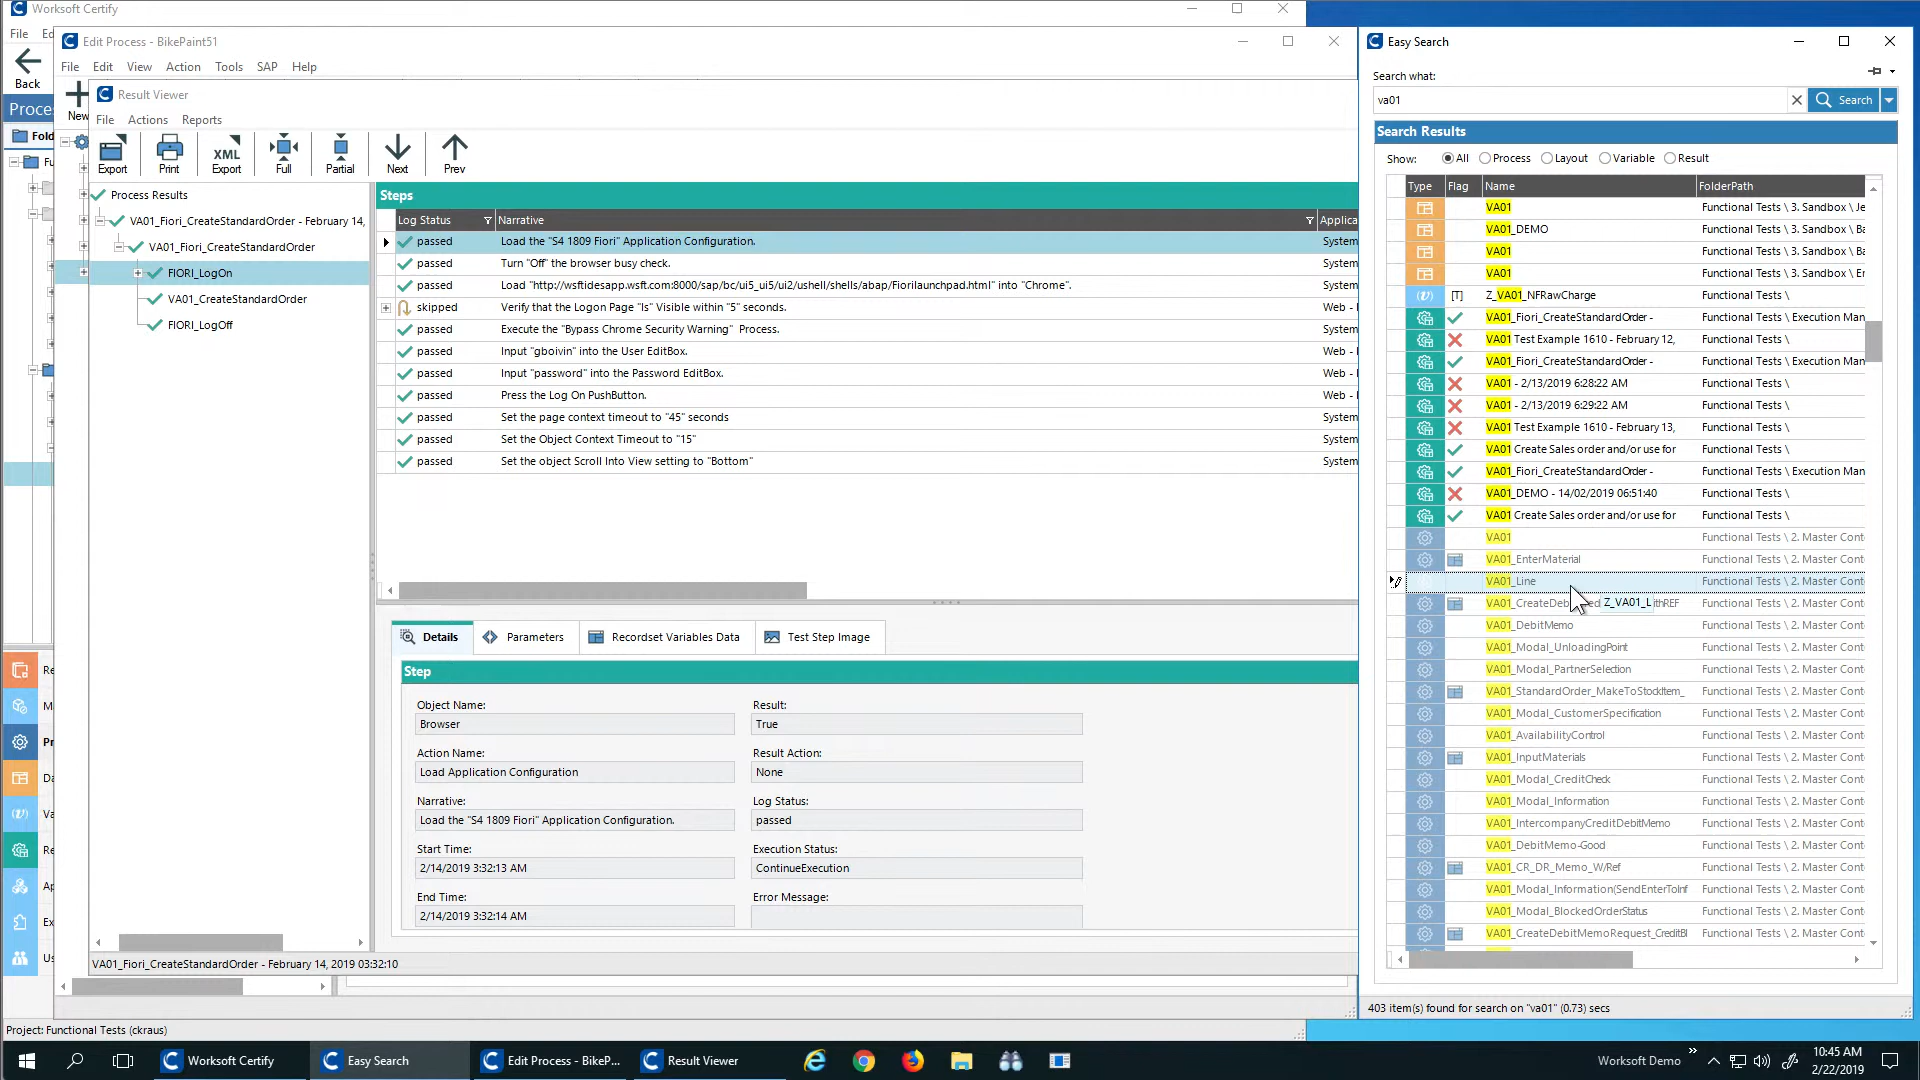 Worksoft Certify
File
Back
Edit Process - BikePaint51
File Edit View Action Tools SAP Help
New
Result Viewer
File Actions Reports
Export Print XML Export Full Partial Next Prev
Process Results
VA01_Fiori_CreateStandardOrder - February 14,
VA01_Fiori_CreateStandardOrder
FIORI_LogOn
VA01_CreateStandardOrder
FIORI_LogOff
Steps
Log Status Narrative Applica
passed Load the "S4 1809 Fiori" Application Configuration. System
passed Turn "Off" the browser busy check. System
passed Load "http://wsftidesapp.wsft.com:8000/sap/bc/ui5_ui5/ui2/ushell/shells/abap/Fiorilaunchpad.html" into "Chrome". System
skipped Verify that the Logon Page "Is" Visible within "5" seconds. Web -
passed Execute the "Bypass Chrome Security Warning" Process. System
passed Input "gboivin" into the User EditBox. Web -
passed Input "password" into the Password EditBox. Web -
passed Press the Log On PushButton. Web -
passed Set the page context timeout to "45" seconds System
passed Set the Object Context Timeout to "15" System
passed Set the object Scroll Into View setting to "Bottom" System
Details Parameters Recordset Variables Data Test Step Image
Step
Object Name: Result:
Browser True
Action Name: Result Action:
Load Application Configuration None
Narrative: Log Status:
Load the "S4 1809 Fiori" Application Configuration. passed
Start Time: Execution Status:
2/14/2019 3:32:13 AM ContinueExecution
End Time: Error Message:
2/14/2019 3:32:14 AM
VA01_Fiori_CreateStandardOrder - February 14, 2019 03:32:10
Project: Functional Tests (ckraus)
Easy Search
Search what:
va01 Search
Search Results
Show: All Process Layout Variable Result
Type Flag Name FolderPath
VA01 Functional Tests \ 3. Sandbox \ Je
VA01_DEMO Functional Tests \ 3. Sandbox \ Ba
VA01 Functional Tests \ 3. Sandbox \ Ba
VA01 Functional Tests \ 3. Sandbox \ Er
(v) [T] Z_VA01_NFRawCharge Functional Tests \
VA01_Fiori_CreateStandardOrder - Functional Tests \ Execution Man
VA01 Test Example 1610 - February 12, Functional Tests \
VA01_Fiori_CreateStandardOrder - Functional Tests \ Execution Man
VA01 - 2/13/2019 6:28:22 AM Functional Tests \
VA01 - 2/13/2019 6:29:22 AM Functional Tests \
VA01 Test Example 1610 - February 13, Functional Tests \
VA01 Create Sales order and/or use for Functional Tests \
VA01_Fiori_CreateStandardOrder - Functional Tests \ Execution Man
VA01_DEMO - 14/02/2019 06:51:40 Functional Tests \
VA01 Create Sales order and/or use for Functional Tests \
VA01 Functional Tests \ 2. Master Cont
VA01_EnterMaterial Functional Tests \ 2. Master Cont
VA01_Line Functional Tests \ 2. Master Cont
Z_VA01_L Functional Tests \ 2. Master Cont
VA01_DebitMemo Functional Tests \ 2. Master Cont
VA01_Modal_UnloadingPoint Functional Tests \ 2. Master Cont
VA01_Modal_PartnerSelection Functional Tests \ 2. Master Cont
VA01_StandardOrder_MakeToStockItem_ Functional Tests \ 2. Master Cont
VA01_Modal_CustomerSpecification Functional Tests \ 2. Master Cont
VA01_AvailabilityControl Functional Tests \ 2. Master Cont
VA01_InputMaterials Functional Tests \ 2. Master Cont
VA01_Modal_CreditCheck Functional Tests \ 2. Master Cont
VA01_Modal_Information Functional Tests \ 2. Master Cont
VA01_IntercompanyCreditDebitMemo Functional Tests \ 2. Master Cont
VA01_DebitMemo-Good Functional Tests \ 2. Master Cont
VA01_CR_DR_Memo_W/Ref Functional Tests \ 2. Master Cont
VA01_Modal_Information(SendEnterToInf Functional Tests \ 2. Master Cont
VA01_Modal_BlockedOrderStatus Functional Tests \ 2. Master Cont
VA01_CreateDebitMemoRequest_CreditBl Functional Tests \ 2. Master Cont
403 item(s) found for search on "va01" (0.73) secs
Worksoft Certify Easy Search Edit Process - BikeP... Result Viewer
Worksoft Demo
10:45 AM
2/22/2019